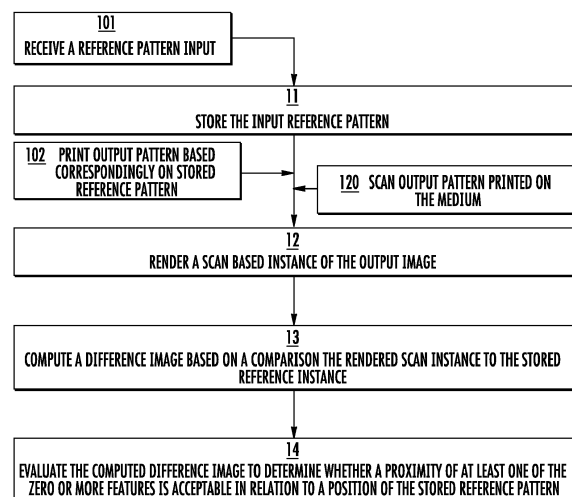 101
RECEIVE A REFERENCE PATTERN INPUT
11
STORE THE INPUT REFERENCE PATTERN
102 PRINT OUTPUT PATTERN BASED
CORRESPONDINGLY ON STORED
REFERENCE PATTERN
120 SCAN OUTPUT PATTERN PRINTED ON
THE MEDIUM
12
RENDER A SCAN BASED INSTANCE OF THE OUTPUT IMAGE
13
COMPUTE A DIFFERENCE IMAGE BASED ON A COMPARISON THE RENDERED SCAN INSTANCE TO THE STORED
REFERENCE INSTANCE
14
EVALUATE THE COMPUTED DIFFERENCE IMAGE TO DETERMINE WHETHER A PROXIMITY OF AT LEAST ONE OF THE
ZERO OR MORE FEATURES IS ACCEPTABLE IN RELATION TO A POSITION OF THE STORED REFERENCE PATTERN